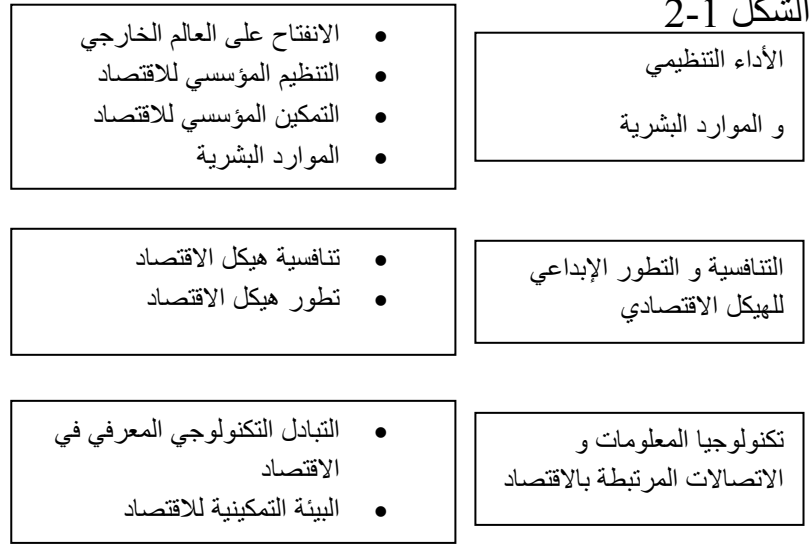 الشكل 1-2
الأداء التنظيمي
و الموارد البشرية
• الانفتاح على العالم الخارجي
• التنظيم المؤسسي للاقتصاد
• التمكين المؤسسي للاقتصاد
• الموارد البشرية
التنافسية و التطور الإبداعي
للهيكل الاقتصادي
• تنافسية هيكل الاقتصاد
• تطور هيكل الاقتصاد
تكنولوجيا المعلومات و
الاتصالات المرتبطة بالاقتصاد
• التبادل التكنولوجي المعرفي في
الاقتصاد
• البيئة التمكينية للاقتصاد